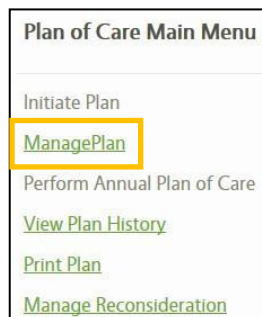 Plan of Care Main Menu
Initiate Plan
ManagePlan
Perform Annual Plan of Care
View Plan History
Print Plan
Manage Reconsideration